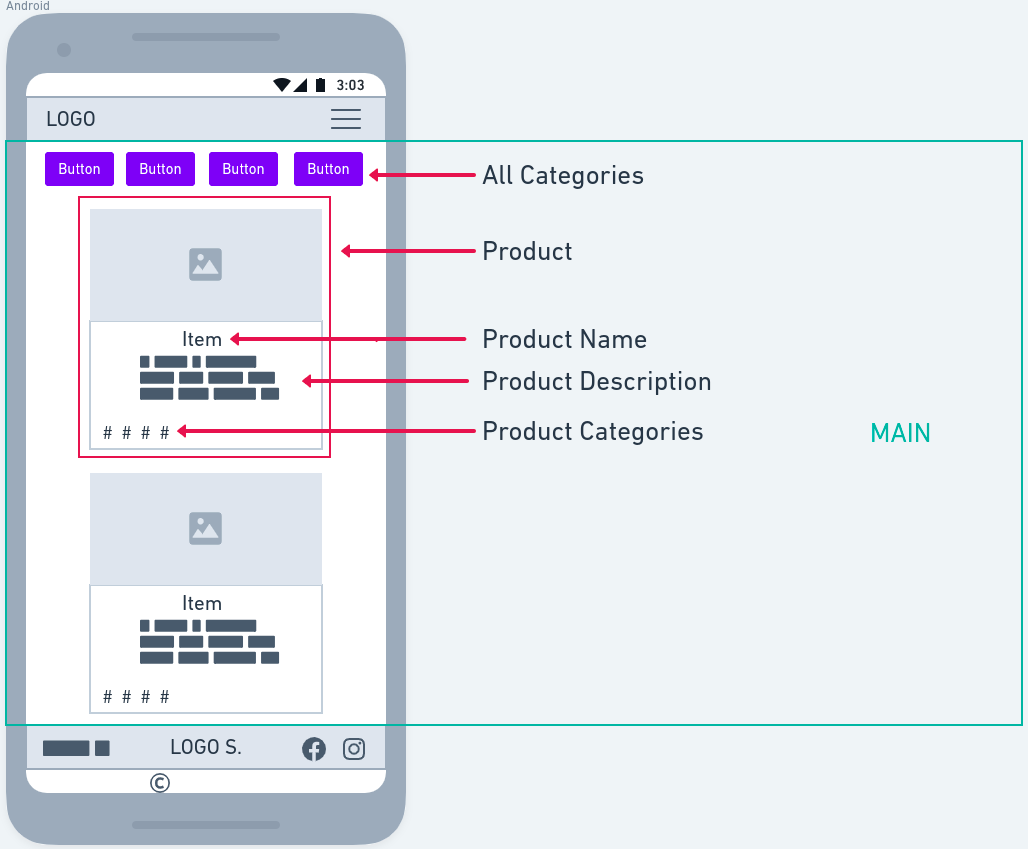 Android
3:03
LOGO
Button Button Button Button
All Categories
Product
Item
Product Name
Product Description
# # # #
Product Categories
MAIN
Item
# # # #
LOGO S.
©